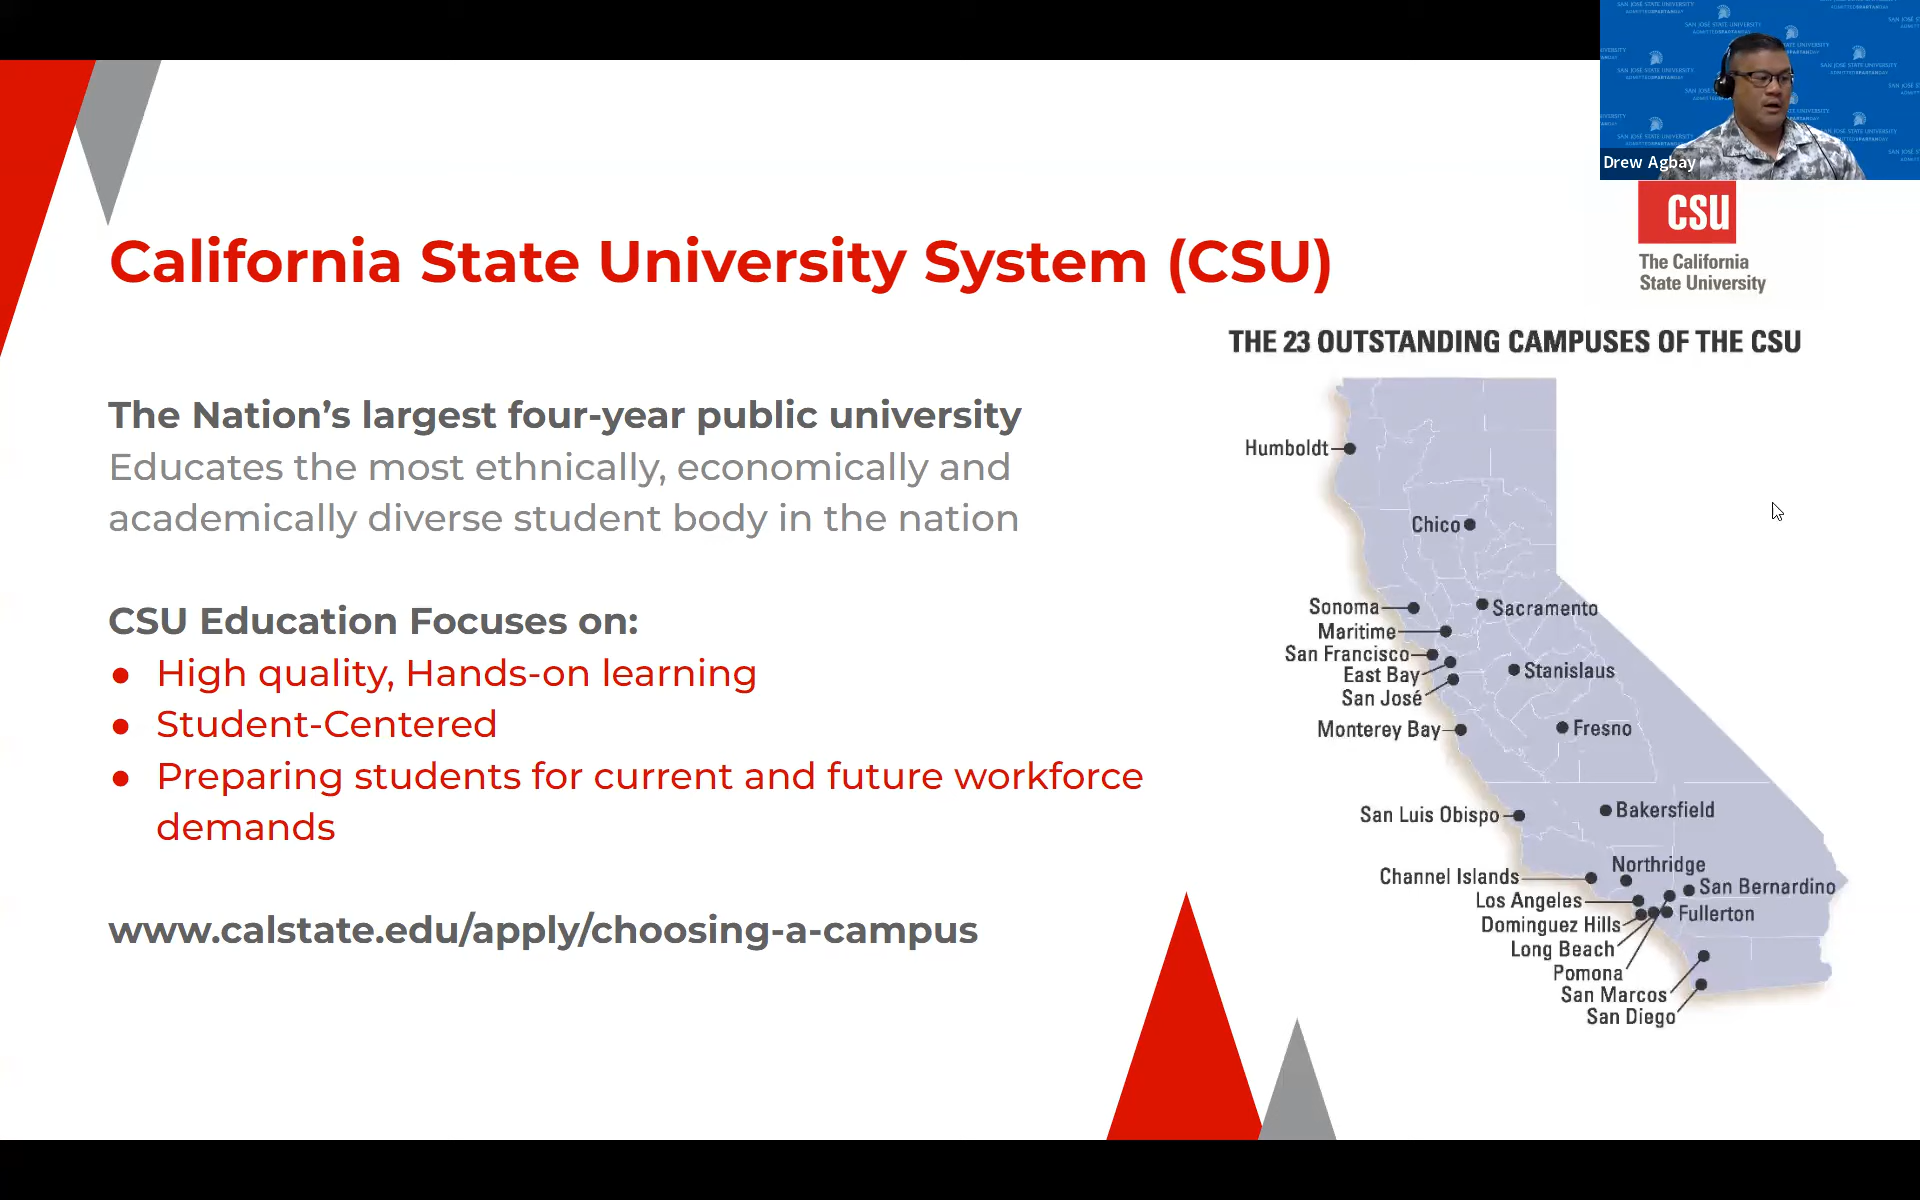 SAN JOSÉ STATE UNIVERSITY
ADMITTEDSPARTANDAY
Drew Agbay
CSU
The California
State University
California State University System (CSU)
The Nation’s largest four-year public university
Educates the most ethnically, economically and
academically diverse student body in the nation
CSU Education Focuses on:
● High quality, Hands-on learning
● Student-Centered
● Preparing students for current and future workforce
demands
www.calstate.edu/apply/choosing-a-campus
THE 23 OUTSTANDING CAMPUSES OF THE CSU
Humboldt
Chico
Sonoma
Sacramento
Maritime
San Francisco
East Bay
Stanislaus
San José
Monterey Bay
Fresno
San Luis Obispo
Bakersfield
Northridge
Channel Islands
San Bernardino
Los Angeles
Fullerton
Dominguez Hills
Long Beach
Pomona
San Marcos
San Diego